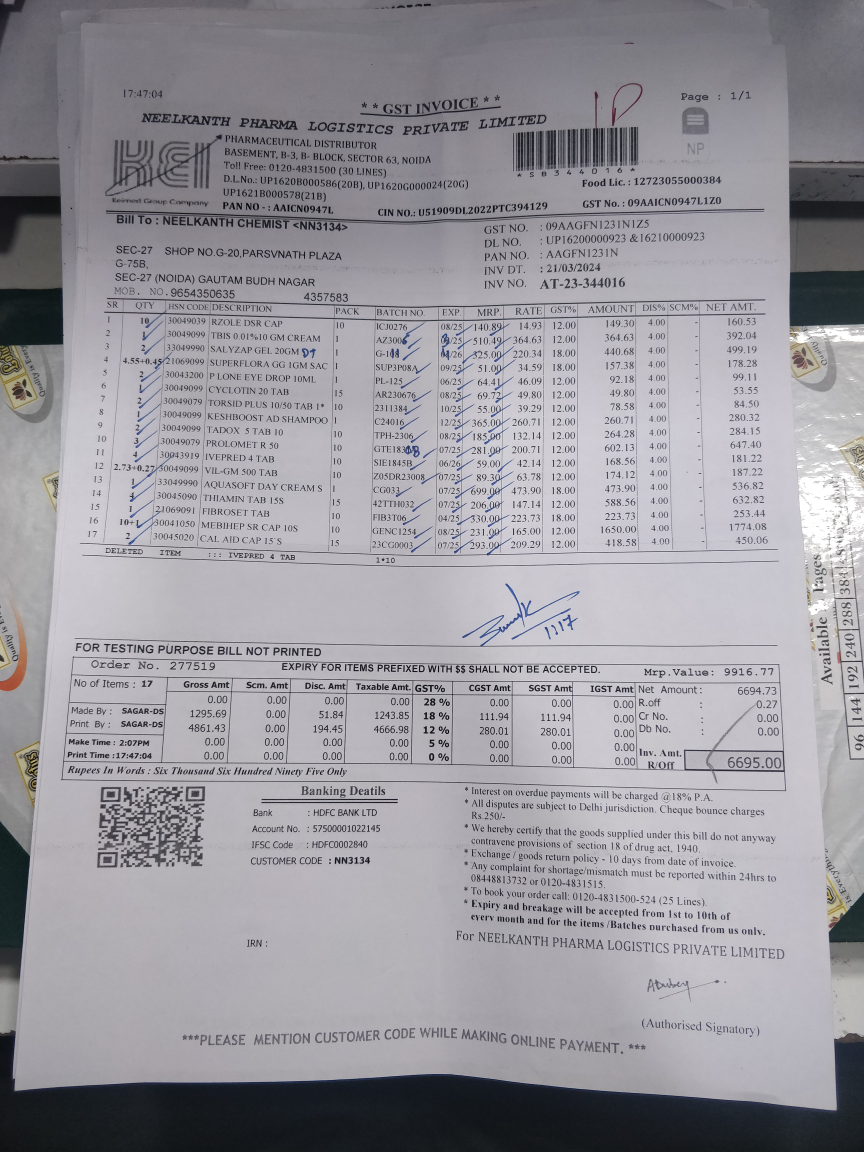 17:47:04
* * GST INVOICE * *
Page : 1/1
NEELKANTH PHARMA LOGISTICS PRIVATE LIMITED
KEI
Keimed Group Company
PHARMACEUTICAL DISTRIBUTOR
BASEMENT, B-3, B- BLOCK, SECTOR 63, NOIDA
Toll Free: 0120-4831500 (30 LINES)
D.L.No.: UP1620B000586(20B), UP1620G000024(20G)
UP1621B000578(21B)
PAN NO - : AAICN0947L
CIN NO.: U51909DL2022PTC394129
NP
*SB344016*
Food Lic. : 12723055000384
GST No. : 09AAICN0947L1Z0
Bill To : NEELKANTH CHEMIST <NN3134>
SEC-27 SHOP NO.G-20,PARSVNATH PLAZA
G-75B,
SEC-27 (NOIDA) GAUTAM BUDH NAGAR
MOB. NO.9654350635 4357583
GST NO. : 09AAGFN1231N1Z5
DL NO. : UP16200000923 &16210000923
PAN NO. : AAGFN1231N
INV DT. : 21/03/2024
INV NO. AT-23-344016
SR QTY HSN CODE DESCRIPTION PACK BATCH NO. EXP. MRP. RATE GST% AMOUNT DIS% SCM% NET AMT.
1 10 30049039 RZOLE DSR CAP 10 ICJ0276 08/25 140.89 14.93 12.00 149.30 4.00 - 160.53
2 1 30049099 TBIS 0.01%10 GM CREAM 1 510.49 364.63 12.00 364.63 4.00 - 392.04
3 2 33049990 SALYZAP GEL 20GM 1 325.00 220.34 18.00 440.68 4.00 - 499.19
4 4.55+0.45 21069099 SUPERFLORA GG 1GM SAC 1 SUP3P08A 09/25 51.00 34.59 18.00 157.38 4.00 - 178.28
5 2 30043200 P LONE EYE DROP 10ML 1 PL-125 06/25 64.41 46.09 12.00 92.18 4.00 - 99.11
6 1 30049099 CYCLOTIN 20 TAB 15 AR230676 08/25 69.72 49.80 12.00 49.80 4.00 - 53.55
7 2 30049079 TORSID PLUS 10/50 TAB 1* 10 2311384 10/25 55.00 39.29 12.00 78.58 4.00 - 84.50
8 1 30049099 KESHBOOST AD SHAMPOO 1 C24016 12/25 365.00 260.71 12.00 260.71 4.00 - 280.32
9 2 30049099 TADOX 5 TAB 10 10 TPH-2306 08/25 185.00 132.14 12.00 264.28 4.00 - 284.15
10 3 30049079 PROLOMET R 50 10 07/25 281.00 200.71 12.00 602.13 4.00 - 647.40
11 4 30043919 IVEPRED 4 TAB 10 SIE1845B 06/26 59.00 42.14 12.00 168.56 4.00 - 181.22
12 2.73+0.27 30049099 VIL-GM 500 TAB 10 Z05DR23008 07/25 89.30 63.78 12.00 174.12 4.00 - 187.22
13 1 33049990 AQUASOFT DAY CREAM S 1 CG033 07/25 699.00 473.90 18.00 473.90 4.00 - 536.82
14 30045090 THIAMIN TAB 15S 15 42TTH032 07/25 206.00 147.14 12.00 588.56 4.00 - 632.82
15 1 21069091 FIBROSET TAB 10 FIB3T06 04/25 330.00 223.73 18.00 223.73 4.00 - 253.44
16 10+1 30041050 MEBIHEP SR CAP 10S 10 GENC1254 08/25 231.00 165.00 12.00 1650.00 4.00 - 1774.08
17 2 30045020 CAL AID CAP 15`S 15 23CG0003 07/25 293.00 209.29 12.00 418.58 4.00 - 450.06
DELETED ITEM ::: IVEPRED 4 TAB 1*10
1117
FOR TESTING PURPOSE BILL NOT PRINTED
Order No. 277519 EXPIRY FOR ITEMS PREFIXED WITH $$ SHALL NOT BE ACCEPTED. Mrp.Value: 9916.77
No of Items : 17
Made By : SAGAR-DS
Print By : SAGAR-DS
Make Time : 2:07PM
Print Time :17:47:04
Gross Amt Scm. Amt Disc. Amt Taxable Amt. GST% CGST Amt SGST Amt IGST Amt
0.00 0.00 0.00 0.00 28 % 0.00 0.00 0.00
1295.69 0.00 51.84 1243.85 18 % 111.94 111.94 0.00
4861.43 0.00 194.45 4666.98 12 % 280.01 280.01 0.00
0.00 0.00 0.00 0.00 5 % 0.00 0.00 0.00
0.00 0.00 0.00 0.00 0 % 0.00 0.00 0.00
Net Amount : 6694.73
R.off : 0.27
Cr No. : 0.00
Db No. : 0.00
Inv. Amt. R/Off 6695.00
Rupees In Words : Six Thousand Six Hundred Ninety Five Only
Banking Deatils
Bank : HDFC BANK LTD
Account No. : 57500001022145
IFSC Code : HDFC0002840
CUSTOMER CODE : NN3134
* Interest on overdue payments will be charged @18% P.A.
* All disputes are subject to Delhi jurisdiction. Cheque bounce charges
Rs.250/-
* We hereby certify that the goods supplied under this bill do not anyway
contravene provisions of section 18 of drug act, 1940.
* Exchange / goods return policy - 10 days from date of invoice.
* Any complaint for shortage/mismatch must be reported within 24hrs to
08448813732 or 0120-4831515.
* To book your order call: 0120-4831500-524 (25 Lines).
* Expiry and breakage will be accepted from 1st to 10th of
every month and for the items /Batches purchased from us only.
For NEELKANTH PHARMA LOGISTICS PRIVATE LIMITED
IRN :
(Authorised Signatory)
***PLEASE MENTION CUSTOMER CODE WHILE MAKING ONLINE PAYMENT. ***
Available Pages
96 144 192 240 288 384